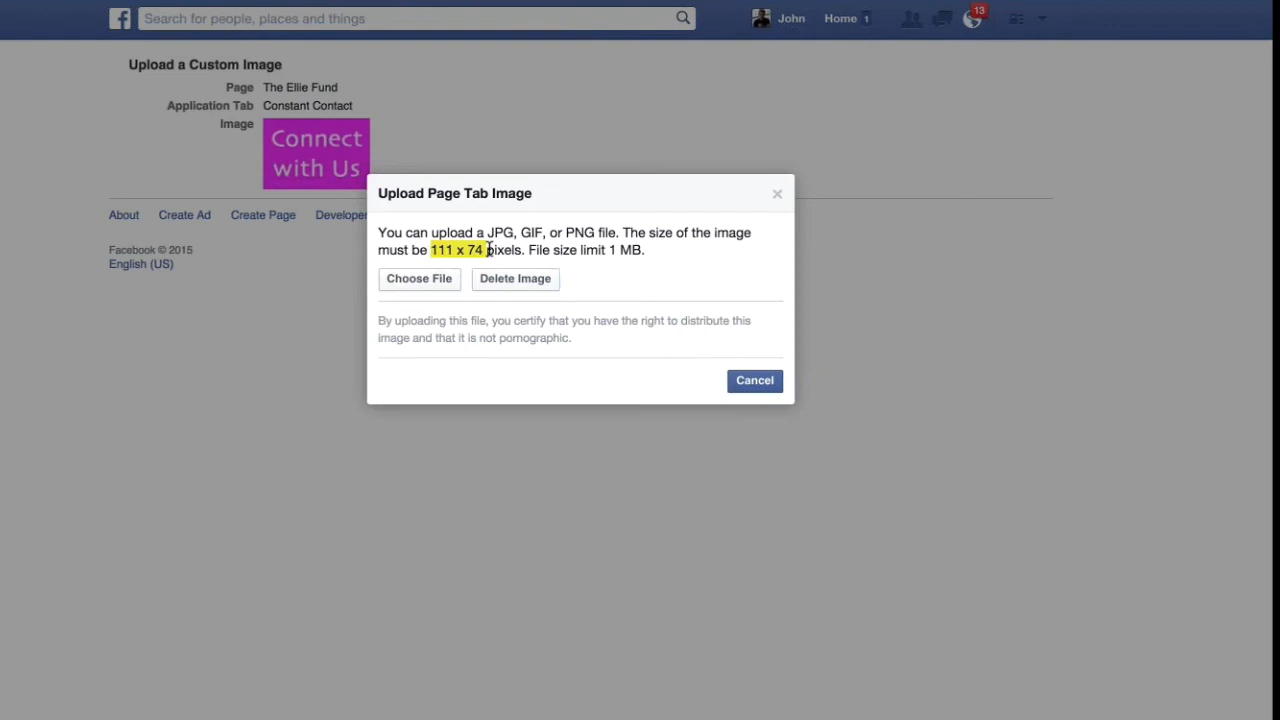 f
Search for people, places and things
John
Home 1
13
Upload a Custom Image
Page The Ellie Fund
Application Tab Constant Contact
Image
Connect
with Us
About Create Ad Create Page Developer
Facebook © 2015
English (US)
Upload Page Tab Image
You can upload a JPG, GIF, or PNG file. The size of the image
must be 111 x 74 pixels. File size limit 1 MB.
Choose File
Delete Image
By uploading this file, you certify that you have the right to distribute this
image and that it is not pornographic.
Cancel